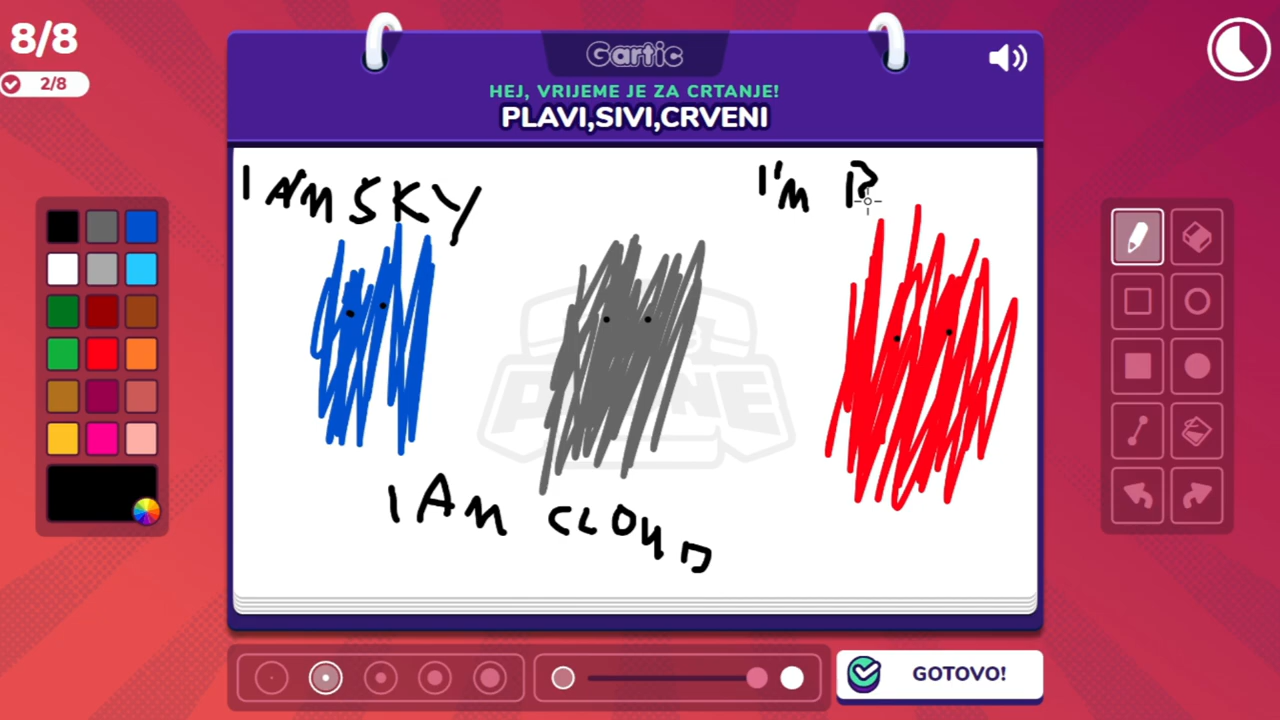 8/8
2/8
Gartic
HEJ, VRIJEME JE ZA CRTANJE!
PLAVI,SIVI,CRVENI
I AM SKY
I'M B
I AM CLOUD
GOTOVO!